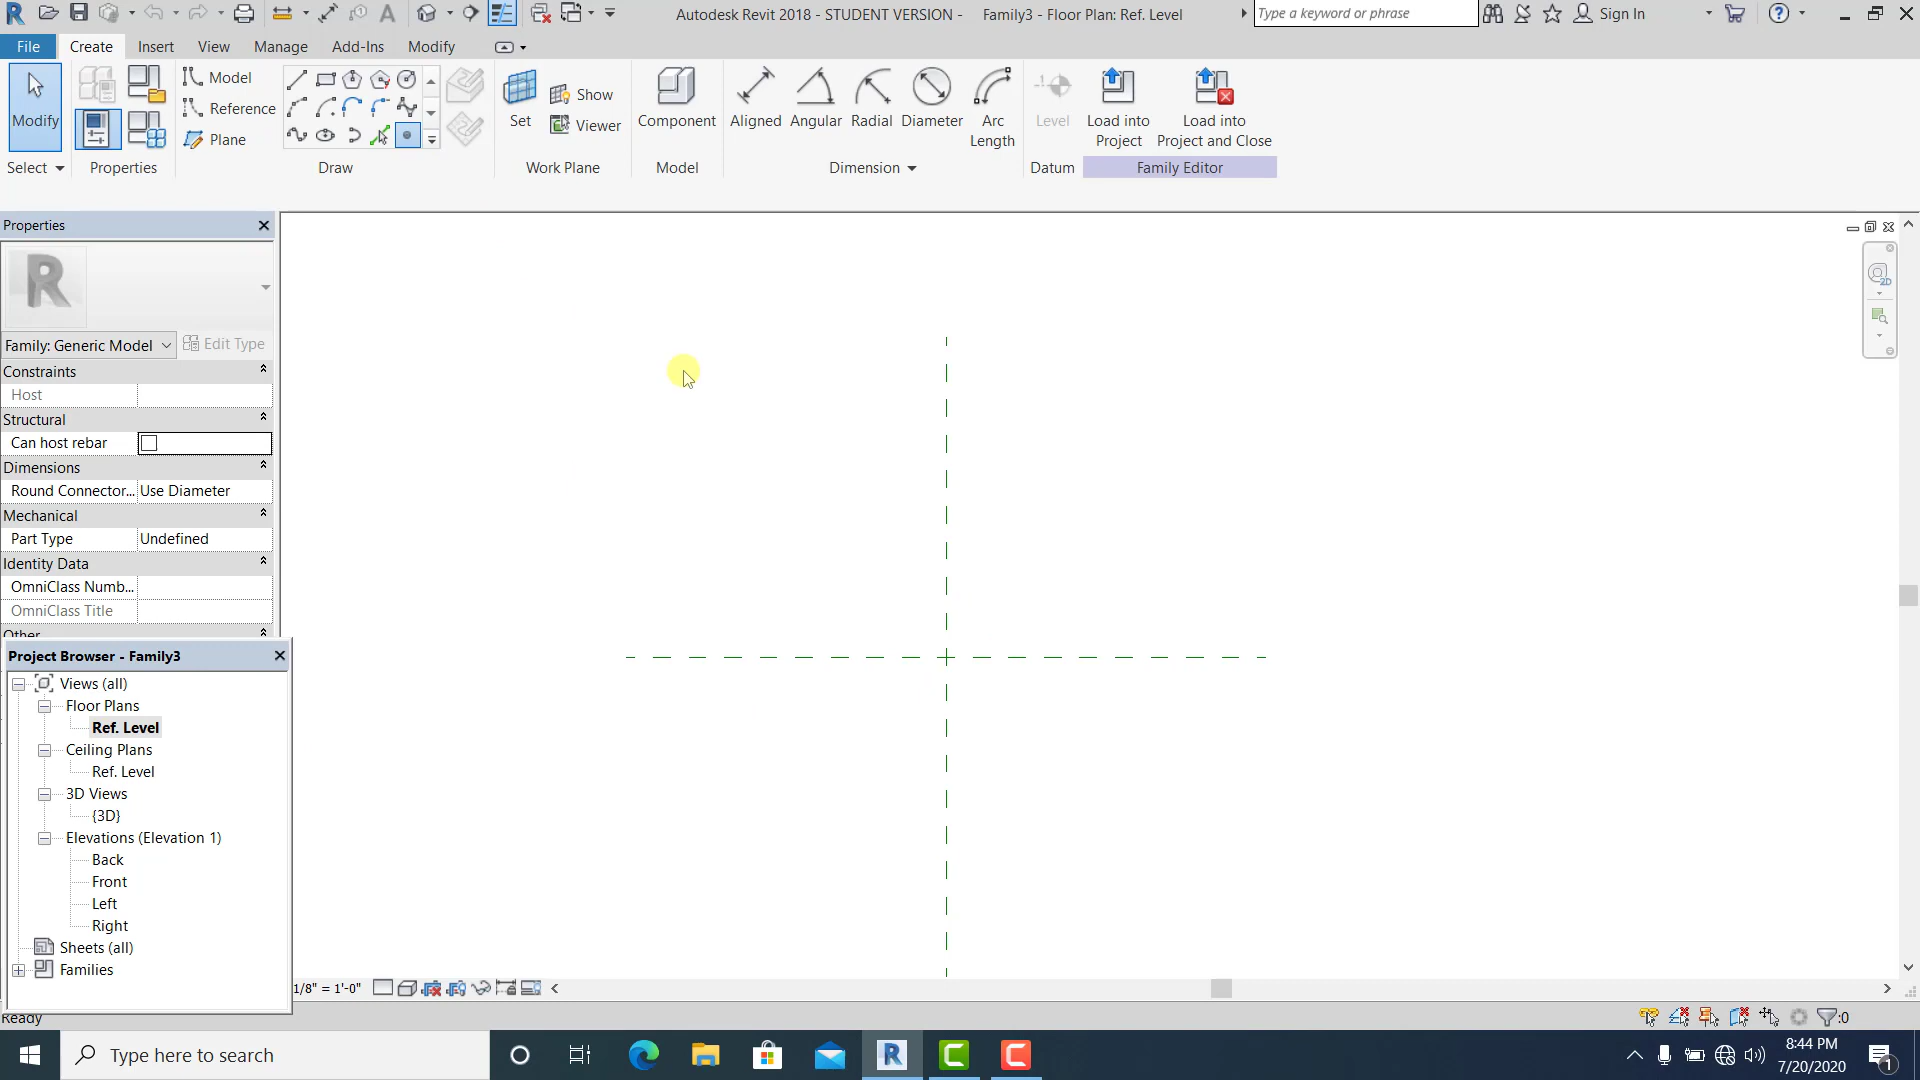 Autodesk Revit 2018 - STUDENT VERSION - Family3 - Floor Plan: Ref. Level
Type a keyword or phrase
Sign In
File Create Insert View Manage Add-Ins Modify
Modify
Model
Reference
Plane
Set
Show
Viewer
Component
Aligned
Angular
Radial
Diameter
Arc
Length
Level
Load into
Project
Load into
Project and Close
Select Properties Draw Work Plane Model Dimension Datum Family Editor
Properties
R
Family: Generic Model Edit Type
Constraints
Host
Structural
Can host rebar
Dimensions
Round Connector... Use Diameter
Mechanical
Part Type Undefined
Identity Data
OmniClass Numb...
OmniClass Title
Other
Project Browser - Family3
Views (all)
Floor Plans
Ref. Level
Ceiling Plans
Ref. Level
3D Views
{3D}
Elevations (Elevation 1)
Back
Front
Left
Right
Sheets (all)
Families
1/8" = 1'-0"
Ready
:0
2D
Type here to search
8:44 PM
7/20/2020
1